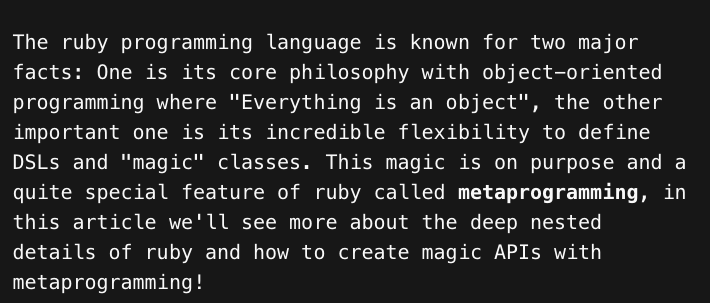 The ruby programming language is known for two major
facts: One is its core philosophy with object-oriented
programming where "Everything is an object", the other
important one is its incredible flexibility to define
DSLs and "magic" classes. This magic is on purpose and a
quite special feature of ruby called metaprogramming, in
this article we'll see more about the deep nested
details of ruby and how to create magic APIs with
metaprogramming!